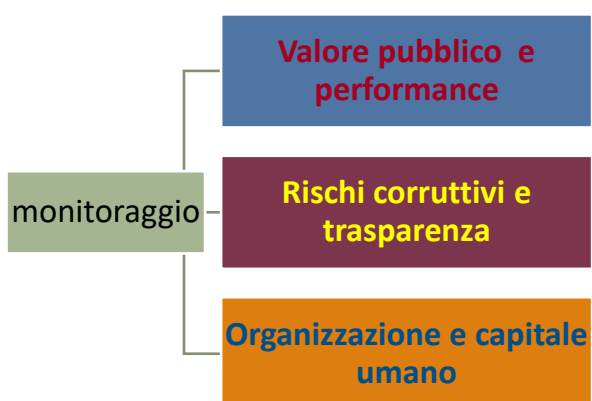 Valore pubblico e
performance
monitoraggio
Rischi corruttivi e
trasparenza
Organizzazione e capitale
umano